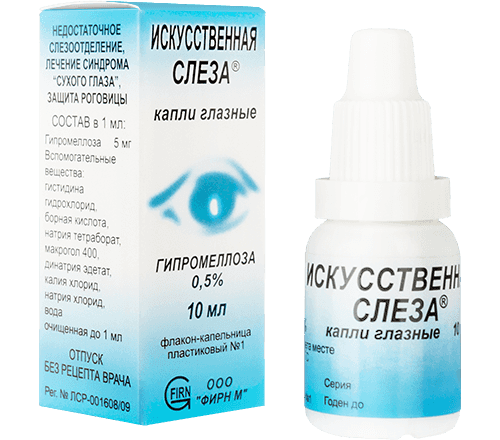 НЕДОСТАТОЧНОЕ
СЛЕЗООТДЕЛЕНИЕ,
ЛЕЧЕНИЕ СИНДРОМА
"СУХОГО ГЛАЗА",
ЗАЩИТА РОГОВИЦЫ
СОСТАВ в 1 мл:
Гипромеллоза 5 мг
Вспомогательные
вещества:
гистидина
гидрохлорид,
борная кислота,
натрия тетраборат,
макрогол 400,
динатрия эдетат,
калия хлорид,
натрия хлорид,
вода
очищенная до 1 мл
ОТПУСК
БЕЗ РЕЦЕПТА ВРАЧА
Рег. № ЛСР-001608/09
ИСКУССТВЕННАЯ
СЛЕЗА®
капли глазные
ГИПРОМЕЛЛОЗА
0,5%
10 мл
флакон-капельница
пластиковый №1
FIRN
ООО
"ФИРН М"
ИСКУССТВЕННА
СЛЕЗА®
капли глазные
10
%
месте
Серия
Годен до